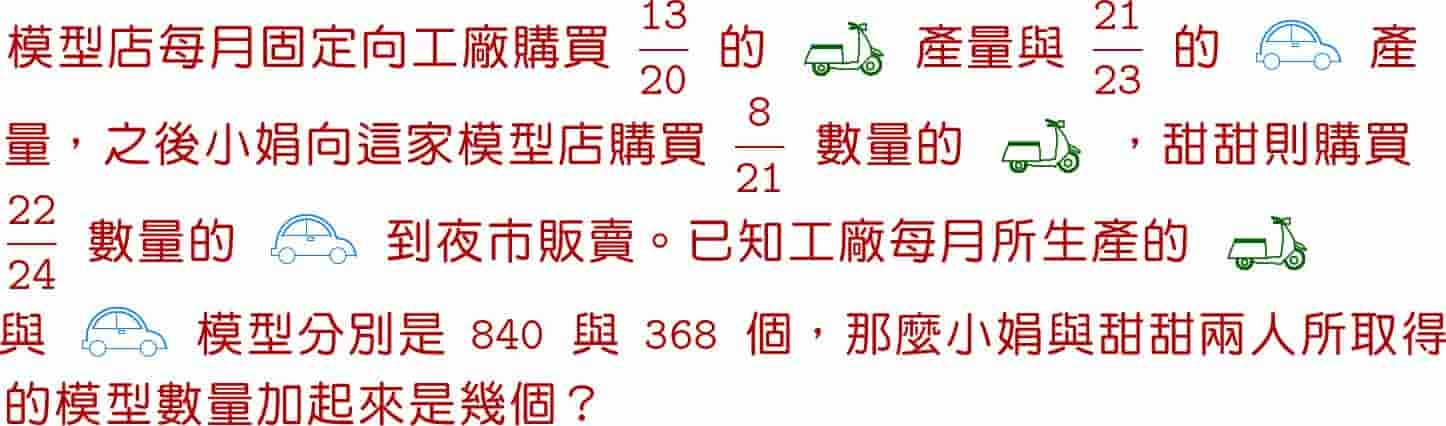 模型店每月固定向工廠購買 13/20 的 產量與 21/23 的 產
量，之後小娟向這家模型店購買 8/21 數量的 ，甜甜則購買
22/24 數量的 到夜市販賣。已知工廠每月所生產的
與 模型分別是 840 與 368 個，那麼小娟與甜甜兩人所取得
的模型數量加起來是幾個？